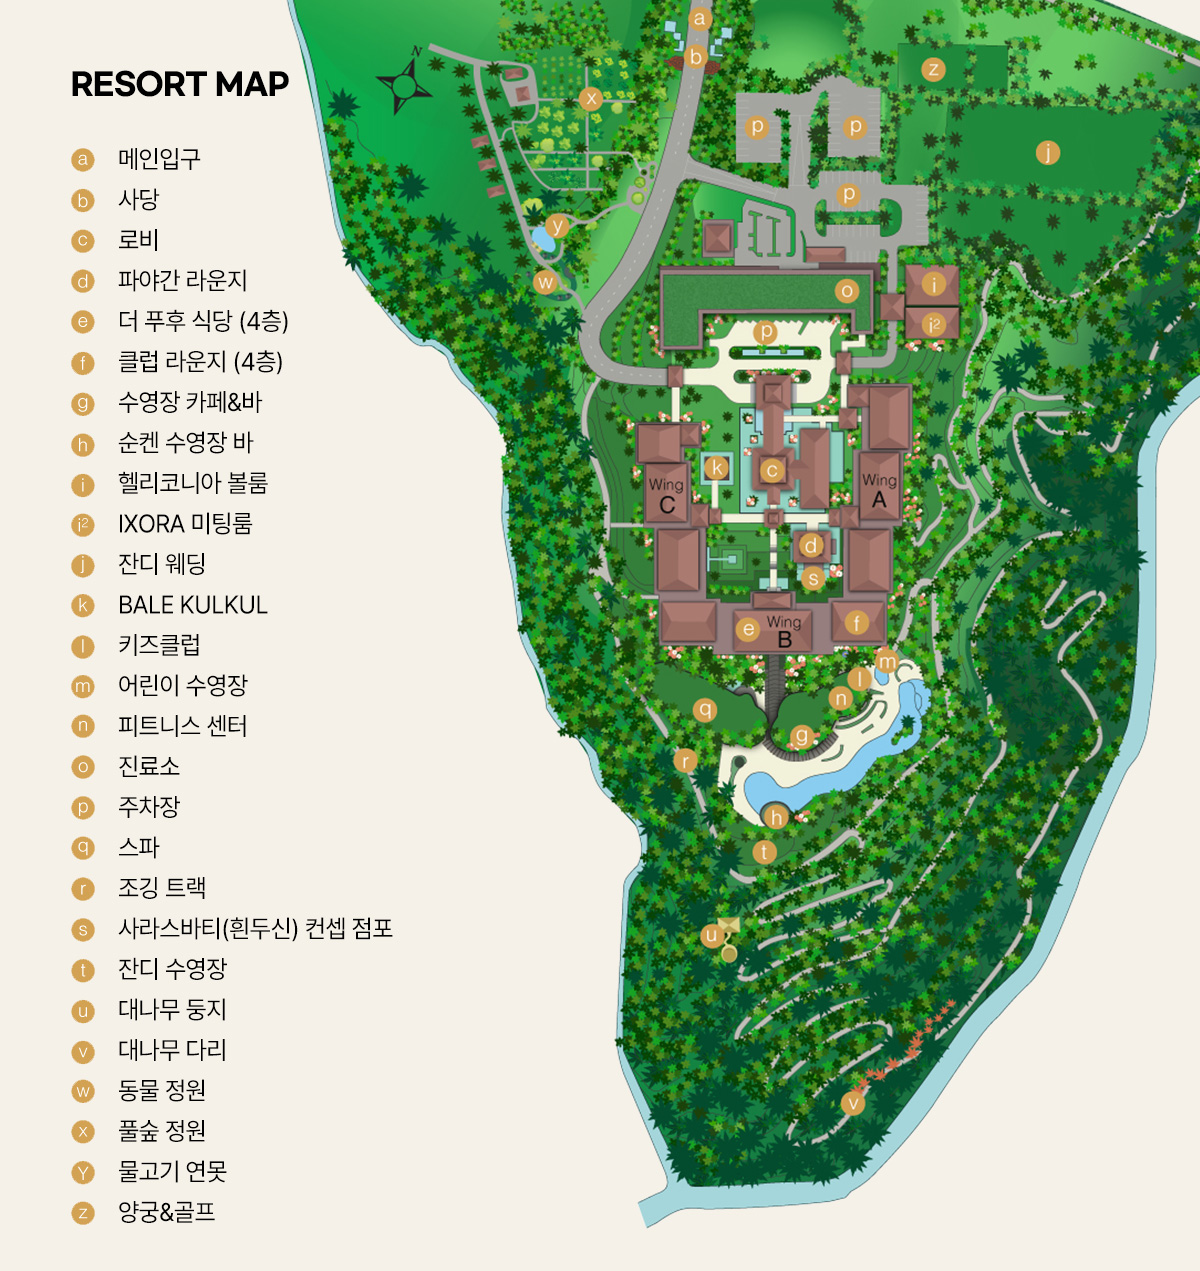 RESORT MAP
a 메인입구
b 사당
c 로비
d 파야간 라운지
e 더 푸후 식당 (4층)
f 클럽 라운지 (4층)
g 수영장 카페&바
h 순켄 수영장 바
i 헬리코니아 볼룸
i² IXORA 미팅룸
j 잔디 웨딩
k BALE KULKUL
l 키즈클럽
m 어린이 수영장
n 피트니스 센터
o 진료소
p 주차장
q 스파
r 조깅 트랙
s 사라스바티(흰두신) 컨셉 점포
t 잔디 수영장
u 대나무 둥지
v 대나무 다리
w 동물 정원
x 풀숲 정원
Y 물고기 연못
z 양궁&골프
a
N
b
z
x
p
p
j
p
y
w
i
o
i²
p
k
c
Wing
C
Wing
A
d
s
e
Wing
B
f
m
l
n
q
g
r
h
t
u
v